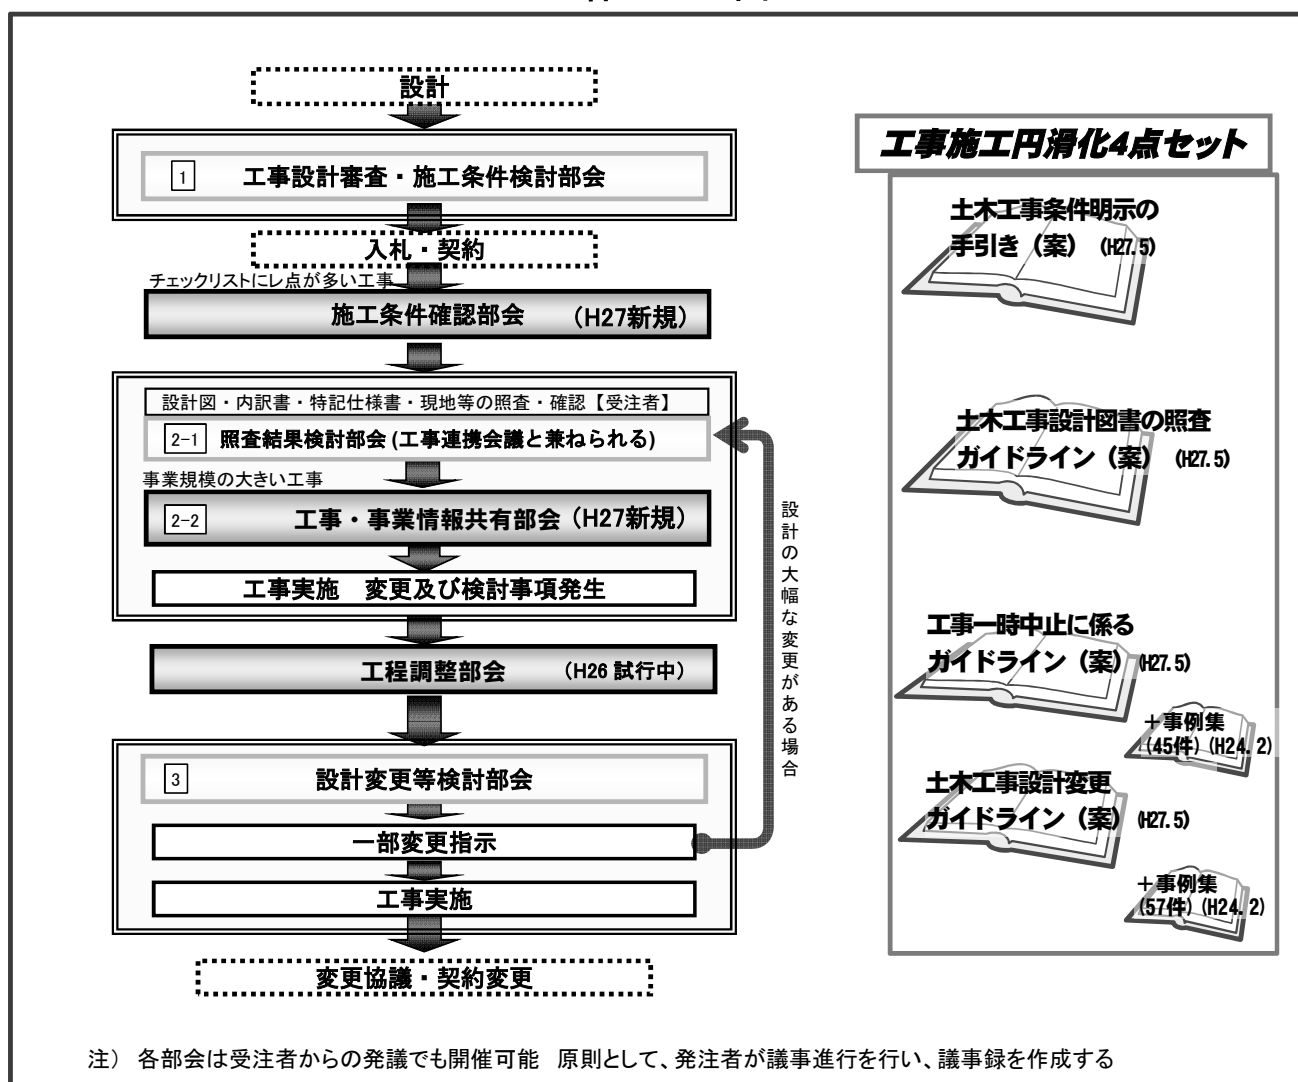 設計
1 工事設計審査・施工条件検討部会
入札・契約
チェックリストにレ点が多い工事
施工条件確認部会 （H27新規）
設計図・内訳書・特記仕様書・現地等の照査・確認【受注者】
2-1 照査結果検討部会 (工事連携会議と兼ねられる)
事業規模の大きい工事
2-2 工事・事業情報共有部会（H27新規）
工事実施　変更及び検討事項発生
工程調整部会 （H26 試行中）
3 設計変更等検討部会
一部変更指示
工事実施
変更協議・契約変更
設計の大幅な変更がある場合
工事施工円滑化4点セット
土木工事条件明示の
手引き（案） (H27.5)
土木工事設計図書の照査
ガイドライン（案） (H27.5)
工事一時中止に係る
ガイドライン（案） (H27.5)
＋事例集
(45件) (H24.2)
土木工事設計変更
ガイドライン（案） (H27.5)
＋事例集
(57件) (H24.2)
注） 各部会は受注者からの発議でも開催可能　原則として、発注者が議事進行を行い、議事録を作成する